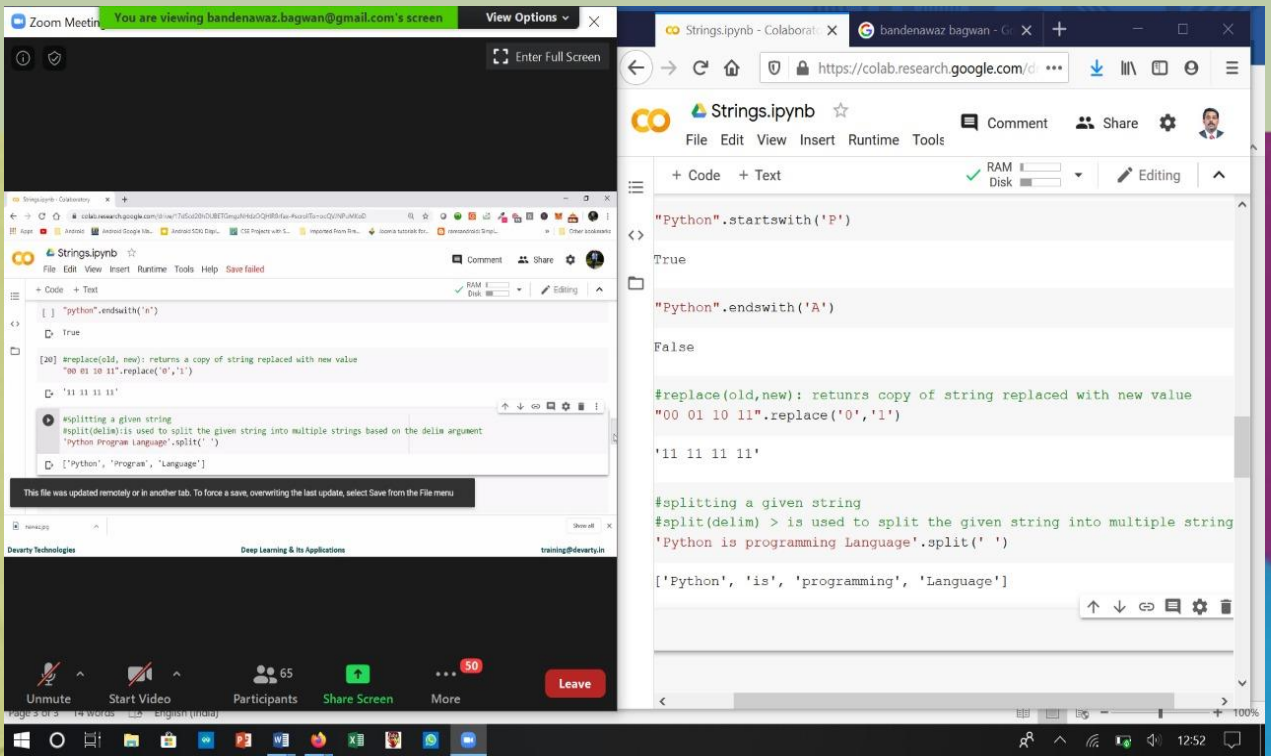 Zoom Meetin
You are viewing bandenawaz.bagwan@gmail.com's screen
View Options
Enter Full Screen
Strings.ipynb - Colaboratory
Strings.ipynb
File Edit View Insert Runtime Tools Help Save failed
Comment Share
+ Code + Text
RAM
Disk
Editing
[ ] "python".endswith('n')
True
[20] #replace(old, new): returns a copy of string replaced with new value
"00 01 10 11".replace('0','1')
'11 11 11 11'
#Splitting a given string
#split(delim):is used to split the given string into multiple strings based on the delim argument
'Python Program Language'.split(' ')
['Python', 'Program', 'Language']
This file was updated remotely or in another tab. To force a save, overwriting the last update, select Save from the File menu
Show all
Devarty Technologies
Deep Learning & Its Applications
training@devarty.in
Unmute
Start Video
65
Participants
Share Screen
50
More
Leave
Strings.ipynb - Colaborat
bandenawaz bagwan - G
https://colab.research.google.com/d
Strings.ipynb
File Edit View Insert Runtime Tools
Comment Share
+ Code + Text
RAM
Disk
Editing
"Python".startswith('P')
True
"Python".endswith('A')
False
#replace(old,new): retunrs copy of string replaced with new value
"00 01 10 11".replace('0','1')
'11 11 11 11'
#splitting a given string
#split(delim) > is used to split the given string into multiple string
'Python is programming Language'.split(' ')
['Python', 'is', 'programming', 'Language']
Page 3 of 3 14 words English (India)
100%
12:52